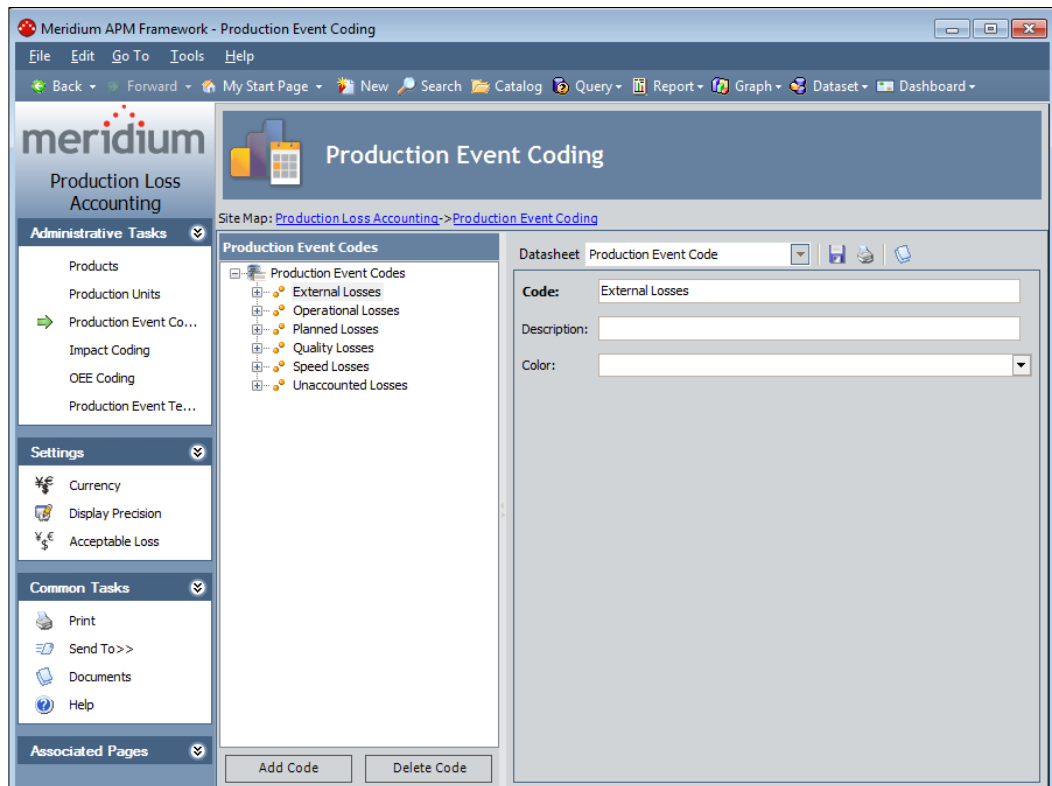 Meridium APM Framework - Production Event Coding
File Edit Go To Tools Help
Back Forward My Start Page New Search Catalog Query Report Graph Dataset Dashboard
meridium
Production Loss
Accounting
Production Event Coding
Site Map: Production Loss Accounting->Production Event Coding
Administrative Tasks
Products
Production Units
Production Event Co...
Impact Coding
OEE Coding
Production Event Te...
Settings
Currency
Display Precision
Acceptable Loss
Common Tasks
Print
Send To>>
Documents
Help
Associated Pages
Production Event Codes
Production Event Codes
External Losses
Operational Losses
Planned Losses
Quality Losses
Speed Losses
Unaccounted Losses
Add Code Delete Code
Datasheet Production Event Code
Code: External Losses
Description:
Color: